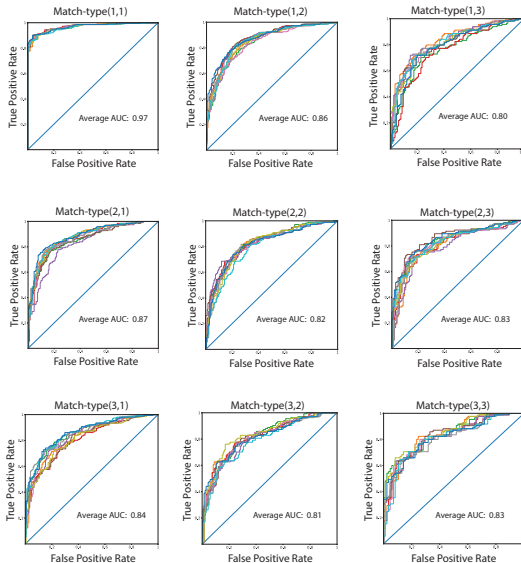 Match-type(1,1)
Match-type(1,2)
Match-type(1,3)
True Positive Rate
True Positive Rate
True Positive Rate
Average AUC: 0.97
Average AUC: 0.86
Average AUC: 0.80
False Positive Rate
False Positive Rate
False Positive Rate
Match-type(2,1)
Match-type(2,2)
Match-type(2,3)
True Positive Rate
True Positive Rate
True Positive Rate
Average AUC: 0.87
Average AUC: 0.82
Average AUC: 0.83
False Positive Rate
False Positive Rate
False Positive Rate
Match-type(3,1)
Match-type(3,2)
Match-type(3,3)
True Positive Rate
True Positive Rate
True Positive Rate
Average AUC: 0.84
Average AUC: 0.81
Average AUC: 0.83
False Positive Rate
False Positive Rate
False Positive Rate